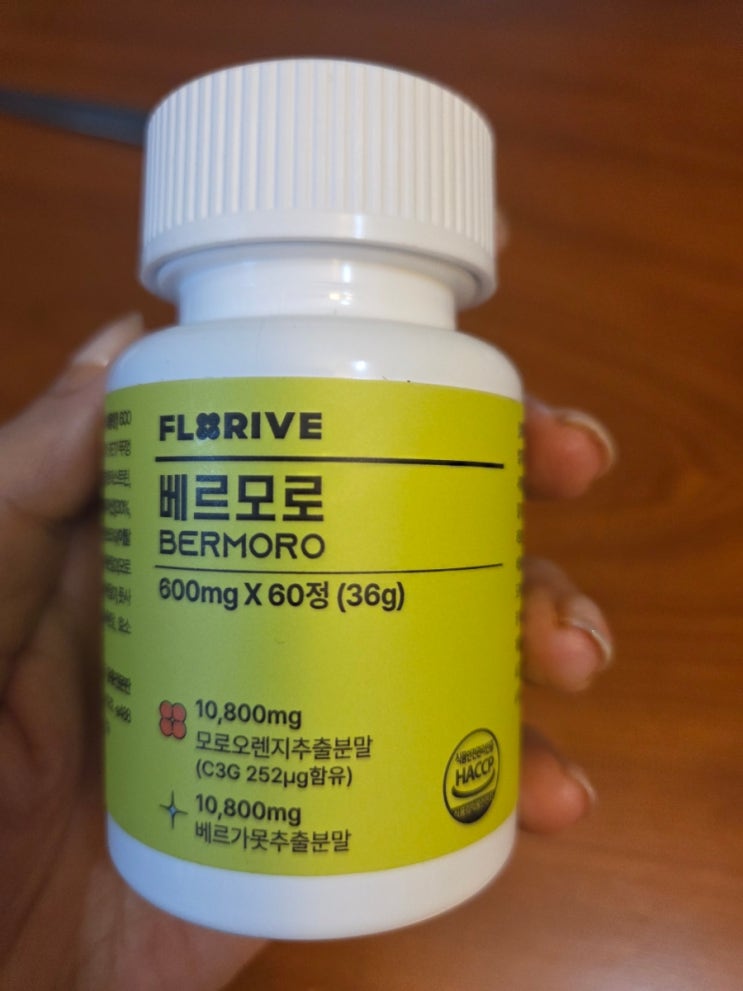 FLORIVE
베르모로
BERMORO
600mg X 60정 (36g)
10,800mg
모로오렌지추출분말
(C3G 252μg함유)
10,800mg
베르가못추출분말
HACCP